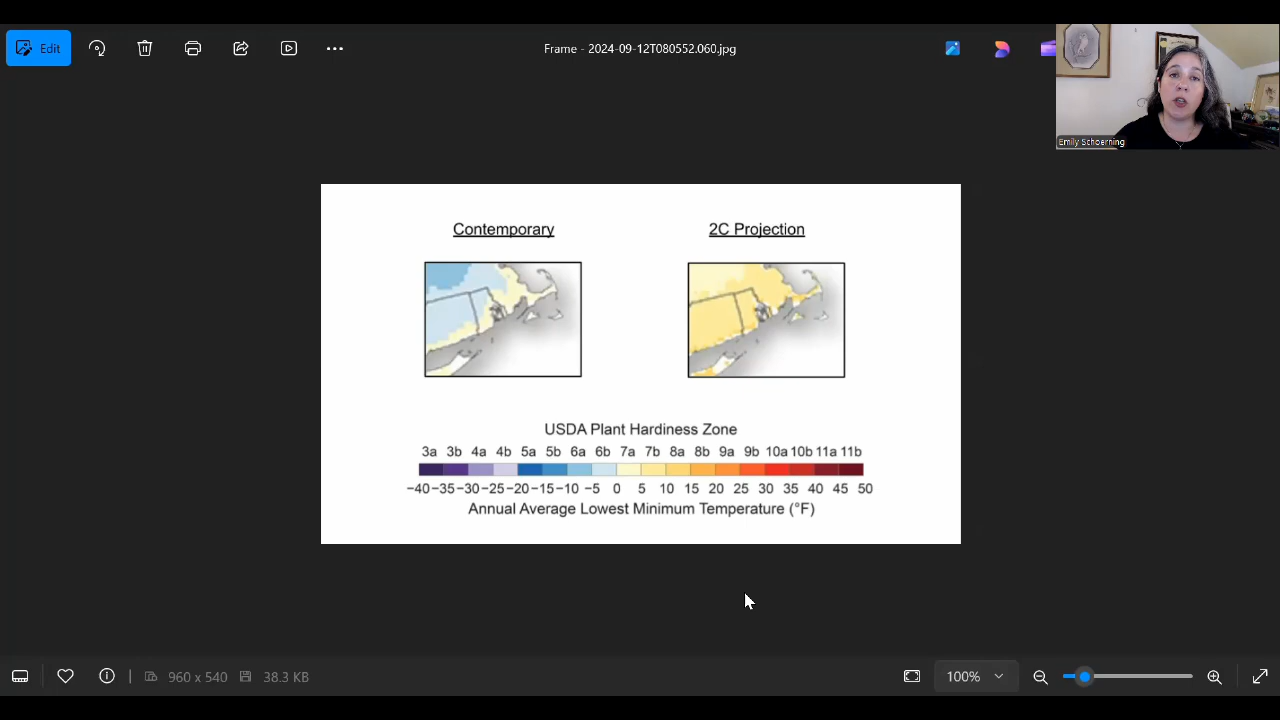 Edit
Frame - 2024-09-12T080552.060.jpg
Emily Schoerning
Contemporary
2C Projection
USDA Plant Hardiness Zone
3a 3b 4a 4b 5a 5b 6a 6b 7a 7b 8a 8b 9a 9b 10a 10b 11a 11b
−40 −35 −30 −25 −20 −15 −10 −5 0 5 10 15 20 25 30 35 40 45 50
Annual Average Lowest Minimum Temperature (°F)
960 x 540
38.3 KB
100%